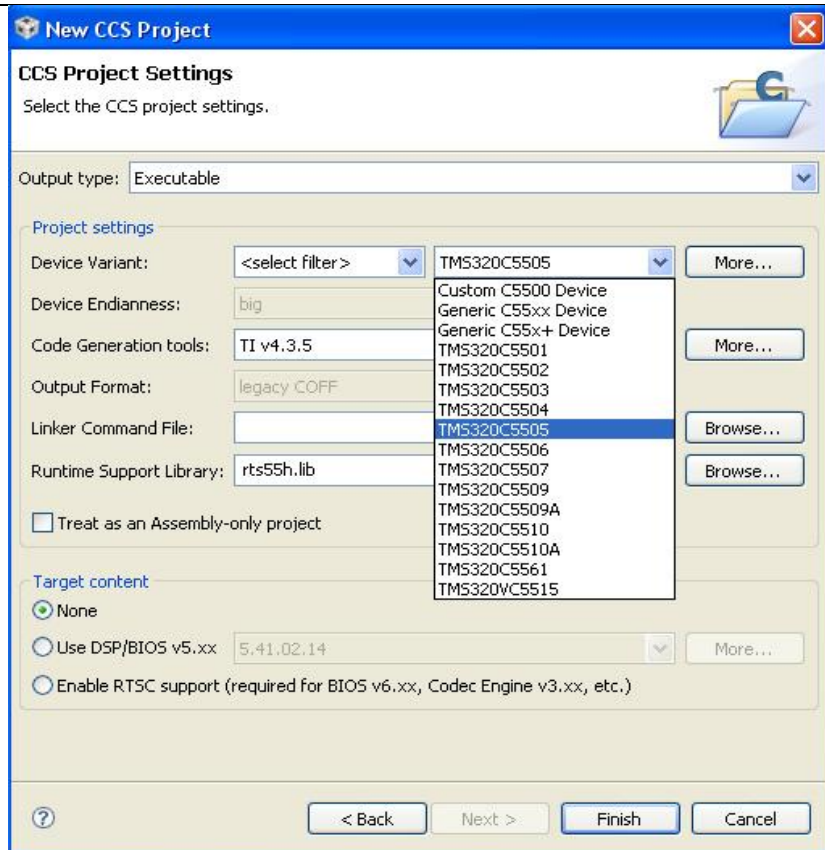 New CCS Project
CCS Project Settings
Select the CCS project settings.
Output type: Executable
Project settings
Device Variant: <select filter> TMS320C5505 More...
Custom C5500 Device
Generic C55xx Device
Device Endianness: big
Generic C55x+ Device
TMS320C5501
Code Generation tools: TI v4.3.5 More...
TMS320C5502
TMS320C5503
Output Format: legacy COFF
TMS320C5504
Linker Command File: Browse...
TMS320C5505
TMS320C5506
Runtime Support Library: rts55h.lib Browse...
TMS320C5507
TMS320C5509
TMS320C5509A
Treat as an Assembly-only project
TMS320C5510
TMS320C5510A
TMS320C5561
Target content
TMS320VC5515
None
Use DSP/BIOS v5.xx 5.41.02.14 More...
Enable RTSC support (required for BIOS v6.xx, Codec Engine v3.xx, etc.)
? < Back Next > Finish Cancel